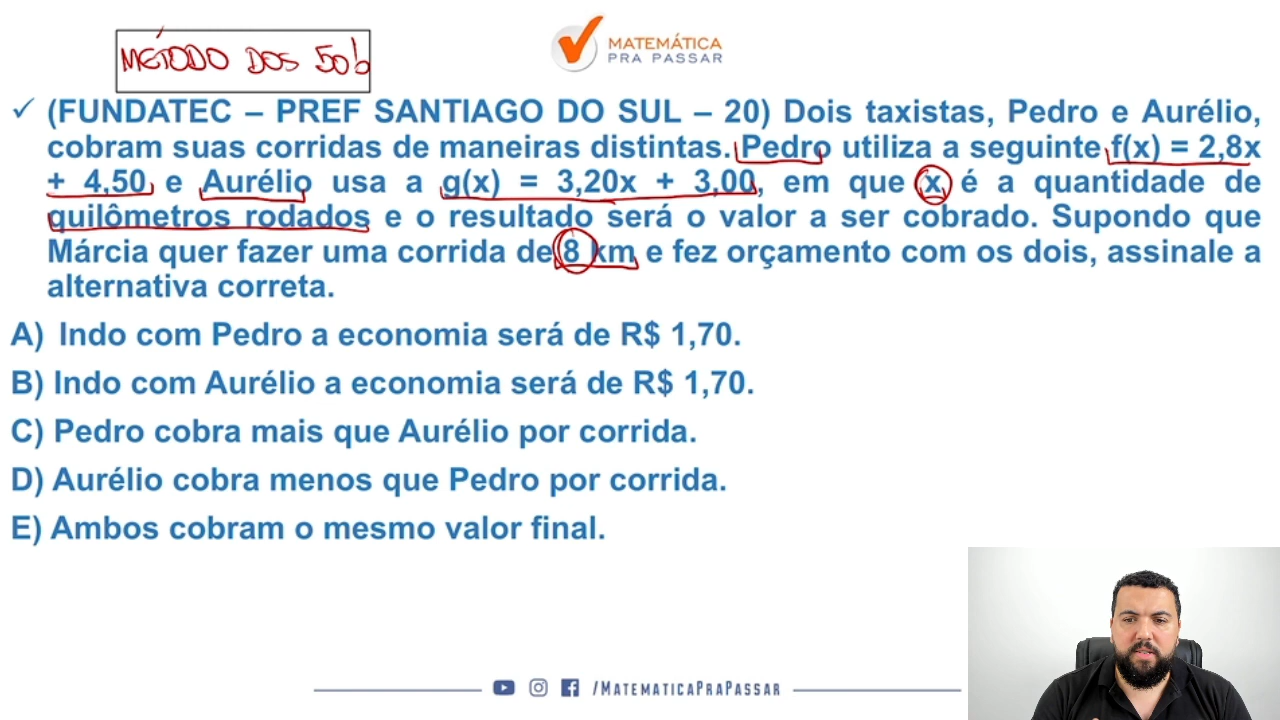 MÉTODO DOS 50%
MATEMÁTICA
PRA PASSAR
✓ (FUNDATEC – PREF SANTIAGO DO SUL – 20) Dois taxistas, Pedro e Aurélio,
cobram suas corridas de maneiras distintas. Pedro utiliza a seguinte f(x) = 2,8x
+ 4,50 e Aurélio usa a g(x) = 3,20x + 3,00, em que x é a quantidade de
quilômetros rodados e o resultado será o valor a ser cobrado. Supondo que
Márcia quer fazer uma corrida de 8 km e fez orçamento com os dois, assinale a
alternativa correta.
A) Indo com Pedro a economia será de R$ 1,70.
B) Indo com Aurélio a economia será de R$ 1,70.
C) Pedro cobra mais que Aurélio por corrida.
D) Aurélio cobra menos que Pedro por corrida.
E) Ambos cobram o mesmo valor final.
/MATEMATICAPRAPASSAR